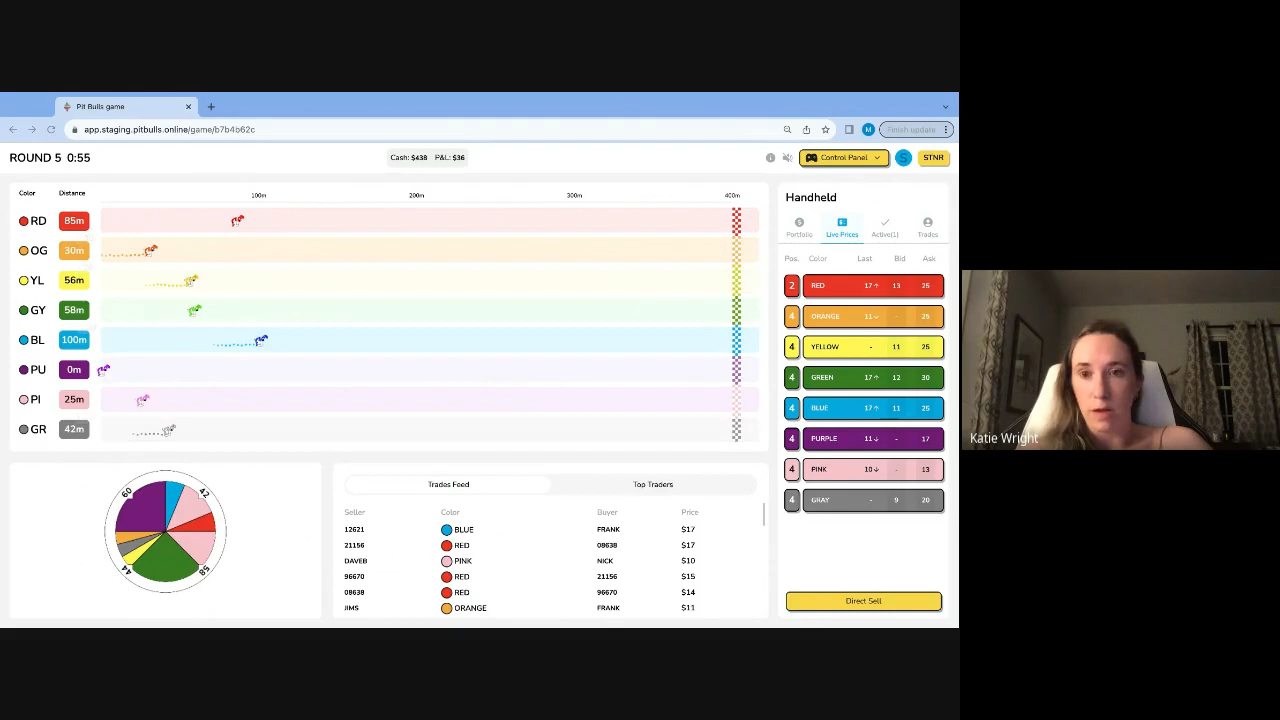 Pit Bulls game
app.staging.pitbulls.online/game/b7b4b62c
Finish update
M
ROUND 5 0:55
Cash: $438 P&L: $36
Control Panel
S
STNR
Color Distance 100m 200m 300m 400m
RD 85m
OG 30m
YL 56m
GY 58m
BL 100m
PU 0m
PI 25m
GR 42m
60 42
44 58
Trades Feed Top Traders
Seller Color Buyer Price
12621 BLUE FRANK $17
21156 RED 08638 $17
DAVEB PINK NICK $10
96670 RED 21156 $15
08638 RED 96670 $14
JIMS ORANGE FRANK $11
Handheld
Portfolio Live Prices Active(1) Trades
Pos. Color Last Bid Ask
2 RED 17↑ 13 25
4 ORANGE 11↓ - 25
4 YELLOW - 11 25
4 GREEN 17↑ 12 30
4 BLUE 17↑ 11 25
4 PURPLE 11↓ - 17
4 PINK 10↓ - 13
4 GRAY - 9 20
Direct Sell
Katie Wright